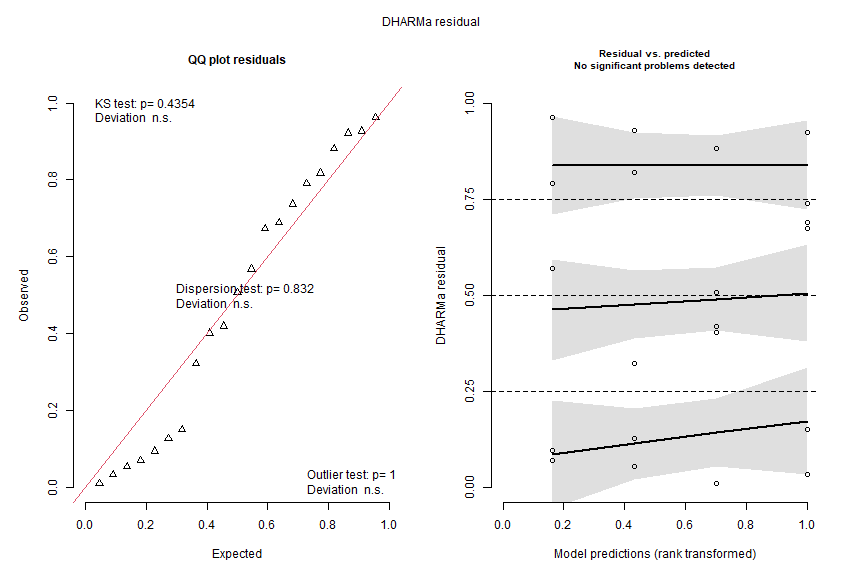 DHARMa residual
QQ plot residuals
KS test: p= 0.4354
Deviation n.s.
Dispersion test: p= 0.832
Deviation n.s.
Outlier test: p= 1
Deviation n.s.
Observed
0.0
0.2
0.4
0.6
0.8
1.0
0.0
0.2
0.4
0.6
0.8
1.0
Expected
Residual vs. predicted
No significant problems detected
DHARMa residual
0.00
0.25
0.50
0.75
1.00
0.0
0.2
0.4
0.6
0.8
1.0
Model predictions (rank transformed)